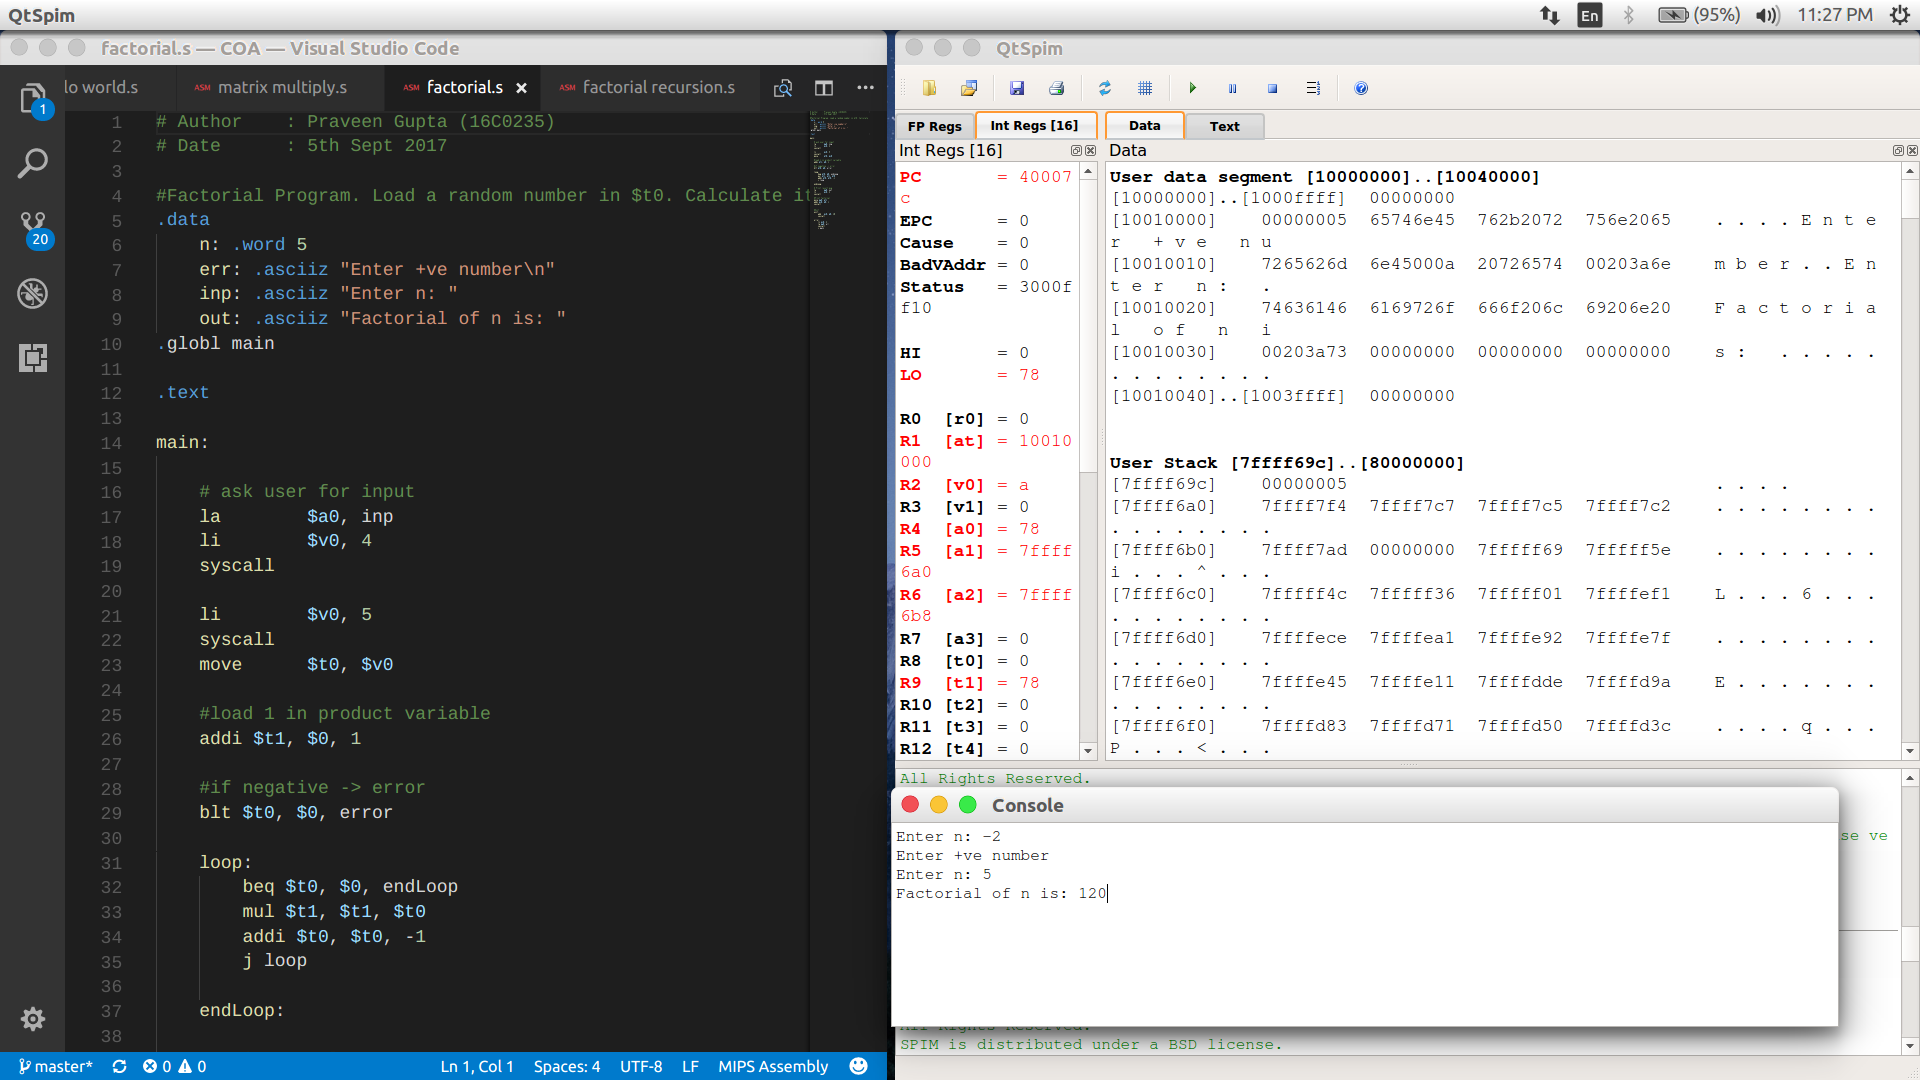 QtSpim
En
(95%)
11:27 PM
factorial.s — COA — Visual Studio Code
lo world.s
ASM matrix multiply.s
ASM factorial.s ×
ASM factorial recursion.s
1 # Author    : Praveen Gupta (16C0235)
2 # Date      : 5th Sept 2017
3
4 #Factorial Program. Load a random number in $t0. Calculate it
5 .data
6 n: .word 5
7 err: .asciiz "Enter +ve number\n"
8 inp: .asciiz "Enter n: "
9 out: .asciiz "Factorial of n is: "
10 .globl main
11
12 .text
13
14 main:
15
16 # ask user for input
17 la $a0, inp
18 li $v0, 4
19 syscall
20
21 li $v0, 5
22 syscall
23 move $t0, $v0
24
25 #load 1 in product variable
26 addi $t1, $0, 1
27
28 #if negative -> error
29 blt $t0, $0, error
30
31 loop:
32 beq $t0, $0, endLoop
33 mul $t1, $t1, $t0
34 addi $t0, $t0, -1
35 j loop
36
37 endLoop:
38
1
20
master*
0 0
Ln 1, Col 1
Spaces: 4
UTF-8
LF
MIPS Assembly
QtSpim
FP Regs
Int Regs [16]
Data
Text
Int Regs [16]
PC = 40007
c
EPC = 0
Cause = 0
BadVAddr = 0
Status = 3000f
f10
HI = 0
LO = 78
R0 [r0] = 0
R1 [at] = 10010
000
R2 [v0] = a
R3 [v1] = 0
R4 [a0] = 78
R5 [a1] = 7ffff
6a0
R6 [a2] = 7ffff
6b8
R7 [a3] = 0
R8 [t0] = 0
R9 [t1] = 78
R10 [t2] = 0
R11 [t3] = 0
R12 [t4] = 0
Data
User data segment [10000000]..[10040000]
[10000000]..[1000ffff] 00000000
[10010000] 00000005 65746e45 762b2072 756e2065 . . . . E n t e
r + v e n u
[10010010] 7265626d 6e45000a 20726574 00203a6e m b e r . . E n
t e r n : .
[10010020] 74636146 6169726f 666f206c 69206e20 F a c t o r i a
l o f n i
[10010030] 00203a73 00000000 00000000 00000000 s : . . . . .
. . . . . . . .
[10010040]..[1003ffff] 00000000
User Stack [7ffff69c]..[80000000]
[7ffff69c] 00000005 . . . .
[7ffff6a0] 7ffff7f4 7ffff7c7 7ffff7c5 7ffff7c2 . . . . . . . .
. . . . . . . .
[7ffff6b0] 7ffff7ad 00000000 7fffff69 7fffff5e . . . . . . . .
i . . . ^ . . .
[7ffff6c0] 7fffff4c 7fffff36 7fffff01 7ffffef1 L . . . 6 . . .
. . . . . . . .
[7ffff6d0] 7ffffece 7ffffea1 7ffffe92 7ffffe7f . . . . . . . .
. . . . . . . .
[7ffff6e0] 7ffffe45 7ffffe11 7ffffdde 7ffffd9a E . . . . . . .
. . . . . . . .
[7ffff6f0] 7ffffd83 7ffffd71 7ffffd50 7ffffd3c . . . . q . . .
P . . . < . . .
All Rights Reserved.
se ve
Console
Enter n: -2
Enter +ve number
Enter n: 5
Factorial of n is: 120
All Rights Reserved.
SPIM is distributed under a BSD license.